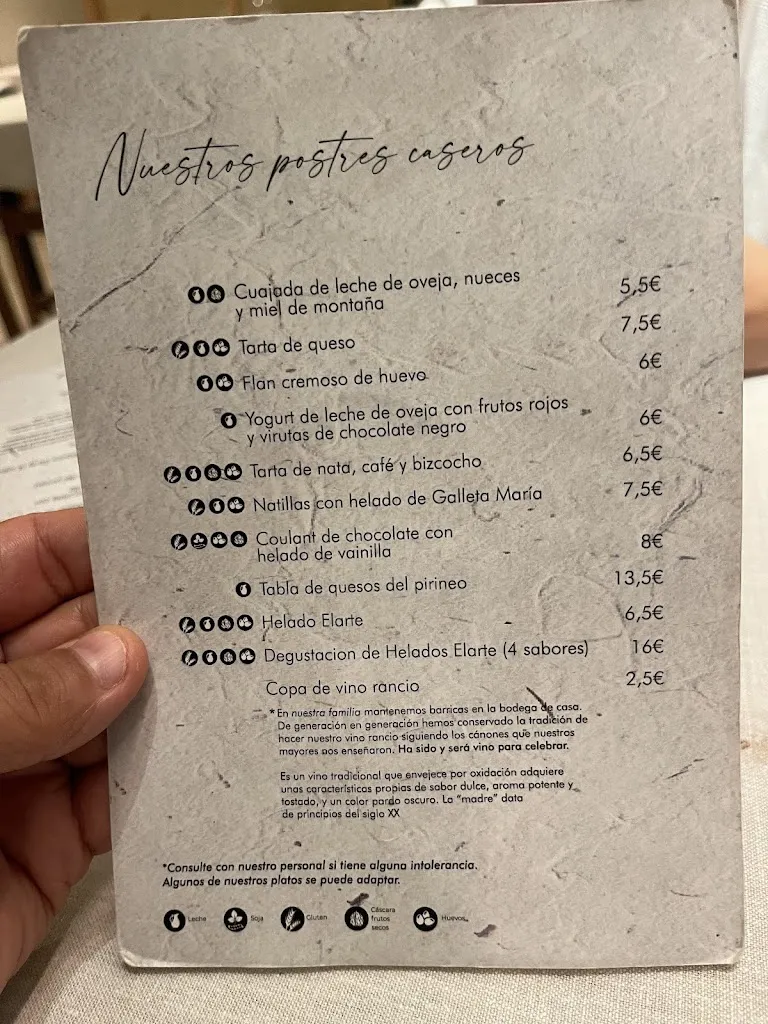 Nuestros postres caseros
Cuajada de leche de oveja, nueces
y miel de montaña 5,5€
Tarta de queso 7,5€
Flan cremoso de huevo 6€
Yogurt de leche de oveja con frutos rojos
y virutas de chocolate negro 6€
Tarta de nata, café y bizcocho 6,5€
Natillas con helado de Galleta María 7,5€
Coulant de chocolate con
helado de vainilla 8€
Tabla de quesos del pirineo 13,5€
Helado Elarte 6,5€
Degustacion de Helados Elarte (4 sabores) 16€
Copa de vino rancio 2,5€
* En nuestra familia mantenemos barricas en la bodega de casa.
De generación en generación hemos conservado la tradición de
hacer nuestro vino rancio siguiendo los cánones que nuestros
mayores nos enseñaron. Ha sido y será vino para celebrar.
Es un vino tradicional que envejece por oxidación adquiere
unas características propias de sabor dulce, aroma potente y
tostado, y un color pardo oscuro. La "madre" data
de principios del siglo XX
*Consulte con nuestro personal si tiene alguna intolerancia.
Algunos de nuestros platos se puede adaptar.
Leche
Soja
Gluten
Cáscara
frutos
secos
Huevos